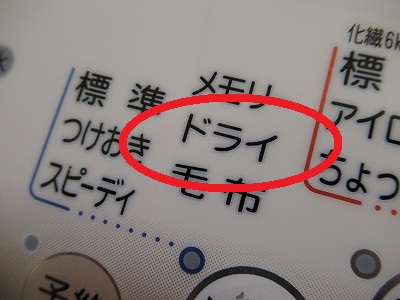 化繊6k
標準 メモリ 標
つけおき ドライ アイロ
スピーディ 毛布 ちょっ
予